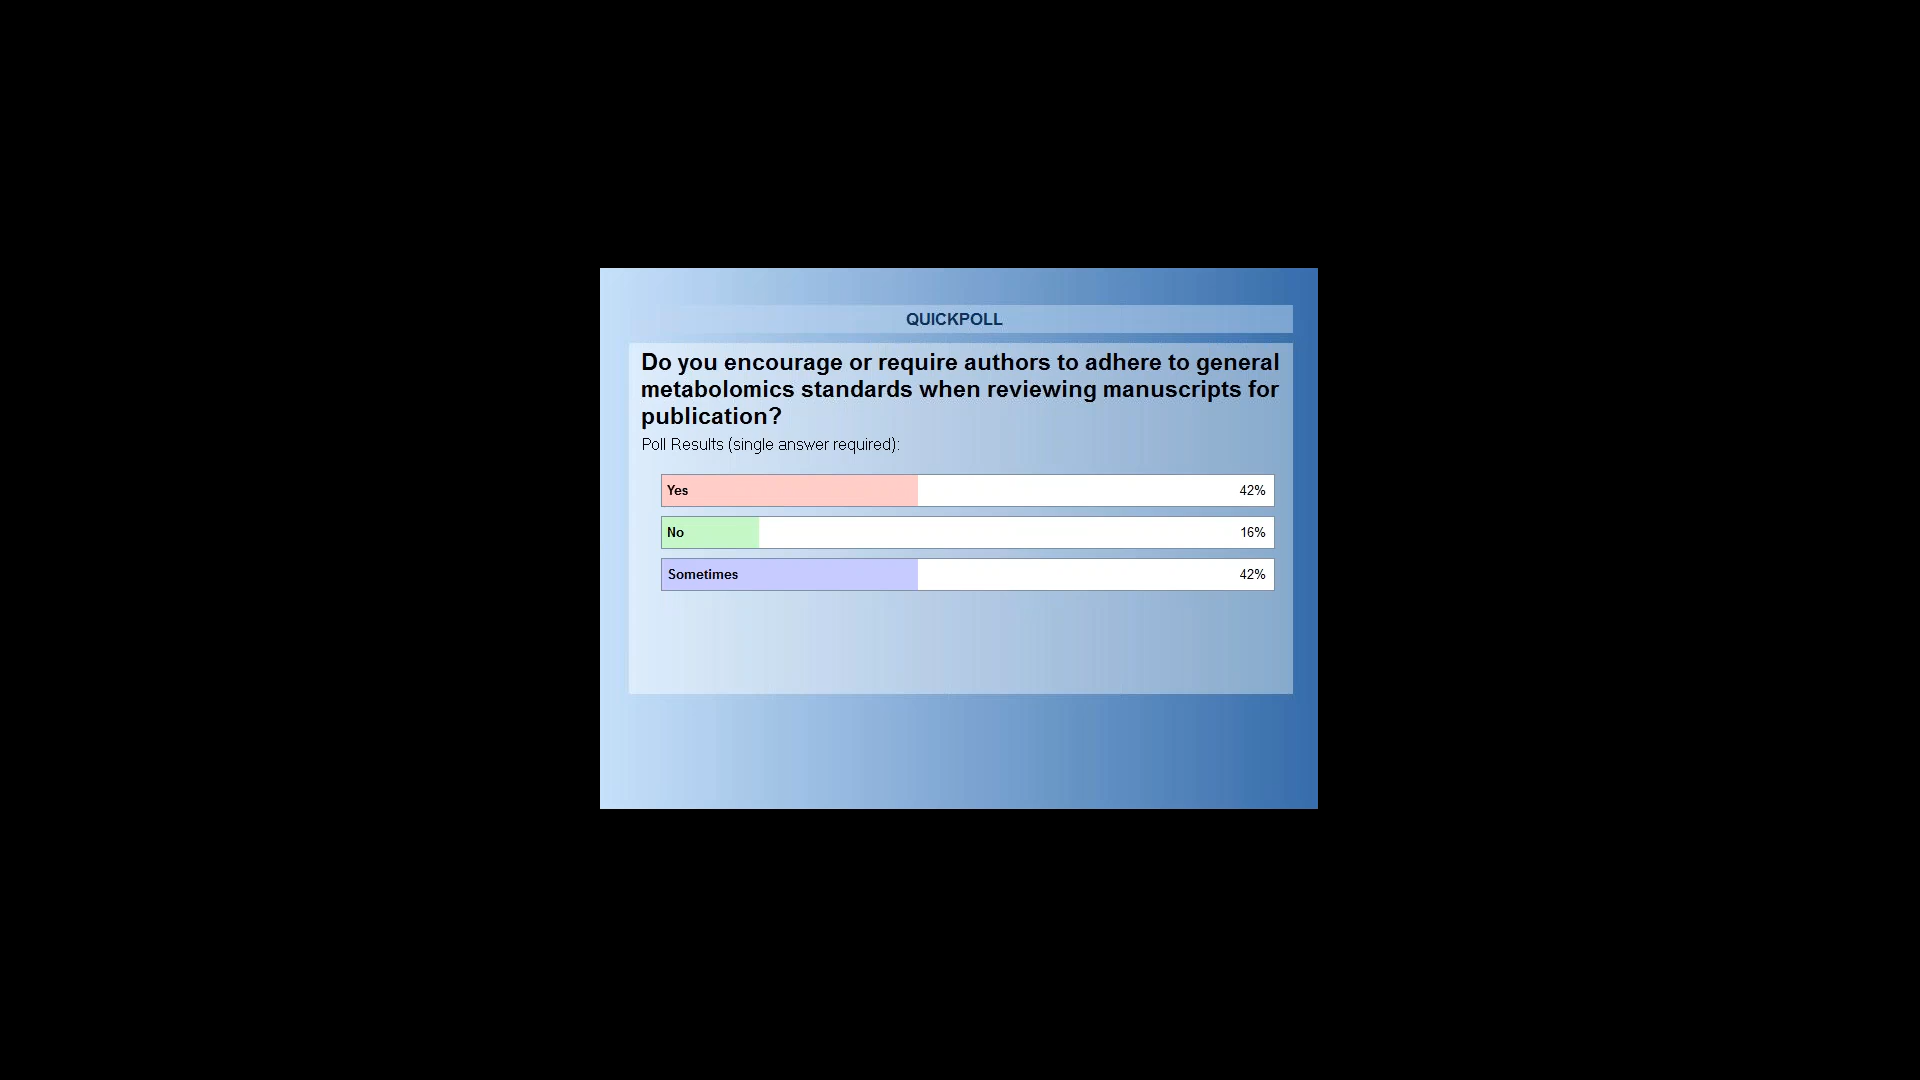 QUICKPOLL
Do you encourage or require authors to adhere to general
metabolomics standards when reviewing manuscripts for
publication?
Poll Results (single answer required):
Yes 42%
No 16%
Sometimes 42%